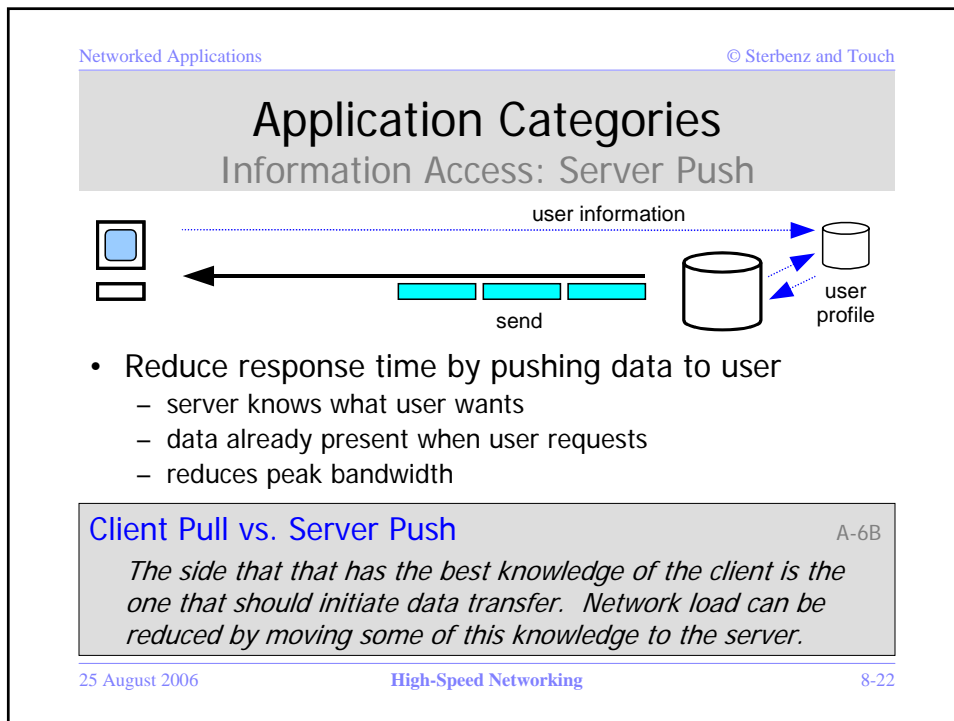 Networked Applications © Sterbenz and Touch
Application Categories
Information Access: Server Push
user information
user
profile
send
• Reduce response time by pushing data to user
– server knows what user wants
– data already present when user requests
– reduces peak bandwidth
Client Pull vs. Server Push A-6B
The side that that has the best knowledge of the client is the
one that should initiate data transfer. Network load can be
reduced by moving some of this knowledge to the server.
25 August 2006 High-Speed Networking 8-22